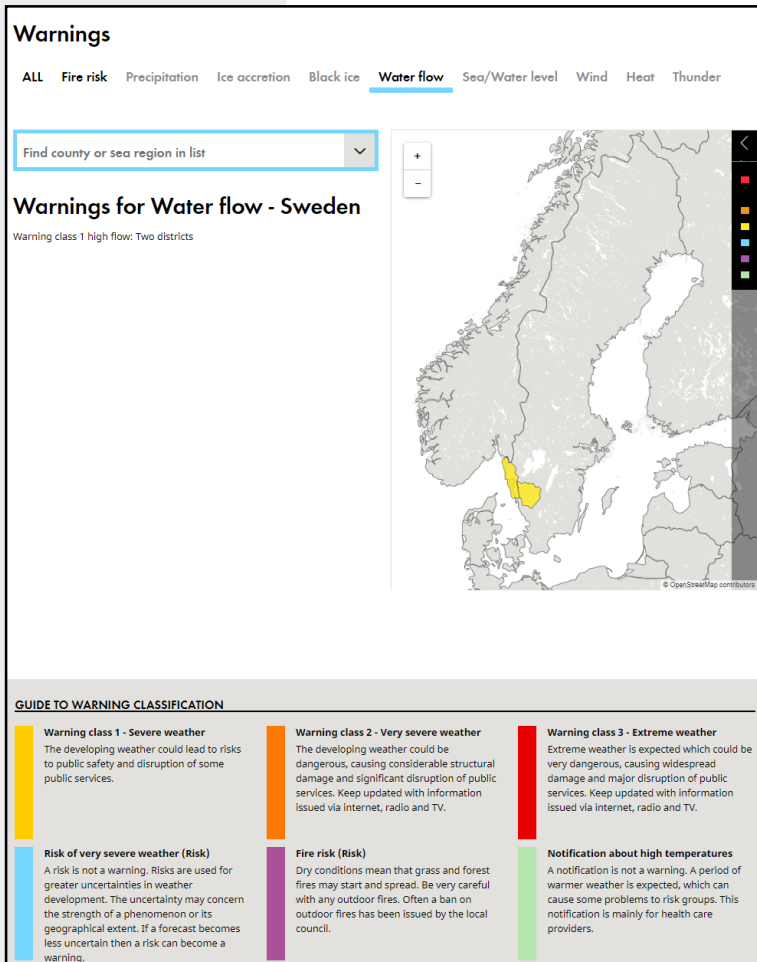 Warnings
ALL Fire risk Precipitation Ice accretion Black ice Water flow Sea/Water level Wind Heat Thunder
Find county or sea region in list
Warnings for Water flow - Sweden
Warning class 1 high flow: Two districts
+
−
© OpenStreetMap contributors
GUIDE TO WARNING CLASSIFICATION
Warning class 1 - Severe weather
The developing weather could lead to risks
to public safety and disruption of some
public services.
Warning class 2 - Very severe weather
The developing weather could be
dangerous, causing considerable structural
damage and significant disruption of public
services. Keep updated with information
issued via internet, radio and TV.
Warning class 3 - Extreme weather
Extreme weather is expected which could be
very dangerous, causing widespread
damage and major disruption of public
services. Keep updated with information
issued via internet, radio and TV.
Risk of very severe weather (Risk)
A risk is not a warning. Risks are used for
greater uncertainties in weather
development. The uncertainty may concern
the strength of a phenomenon or its
geographical extent. If a forecast becomes
less uncertain then a risk can become a
warning.
Fire risk (Risk)
Dry conditions mean that grass and forest
fires may start and spread. Be very careful
with any outdoor fires. Often a ban on
outdoor fires has been issued by the local
council.
Notification about high temperatures
A notification is not a warning. A period of
warmer weather is expected, which can
cause some problems to risk groups. This
notification is mainly for health care
providers.